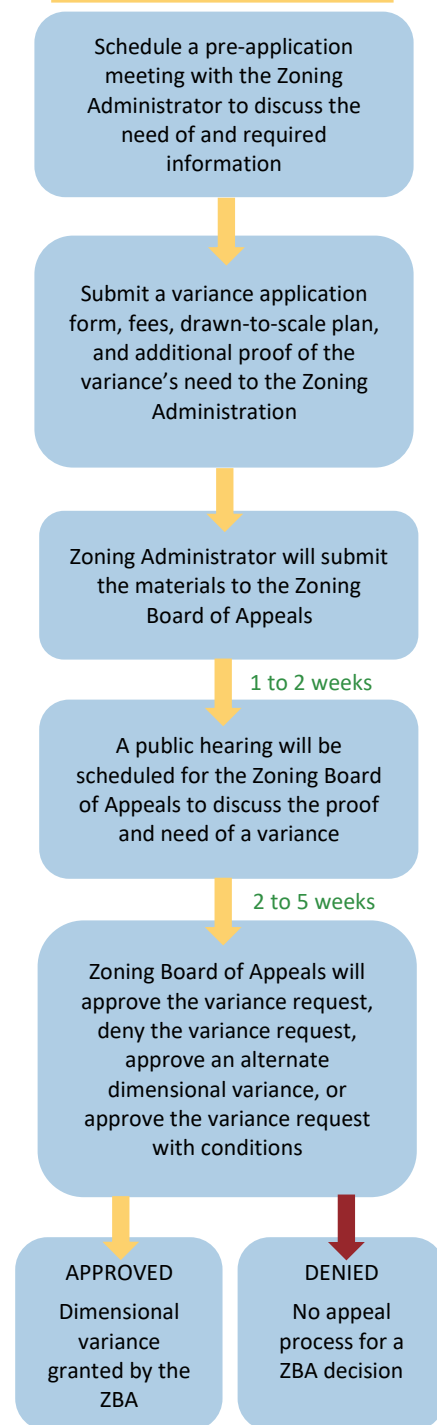 Schedule a pre-application
meeting with the Zoning
Administrator to discuss the
need of and required
information
Submit a variance application
form, fees, drawn-to-scale plan,
and additional proof of the
variance’s need to the Zoning
Administration
Zoning Administrator will submit
the materials to the Zoning
Board of Appeals
1 to 2 weeks
A public hearing will be
scheduled for the Zoning Board
of Appeals to discuss the proof
and need of a variance
2 to 5 weeks
Zoning Board of Appeals will
approve the variance request,
deny the variance request,
approve an alternate
dimensional variance, or
approve the variance request
with conditions
APPROVED
Dimensional
variance
granted by the
ZBA
DENIED
No appeal
process for a
ZBA decision